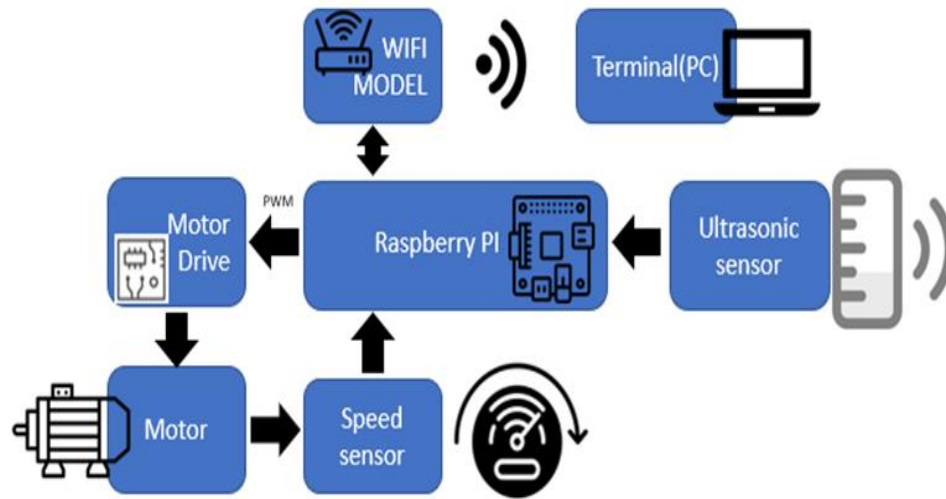 WIFI
MODEL
Terminal(PC)
Motor
Drive
PWM
Raspberry PI
Ultrasonic
sensor
Motor
Speed
sensor